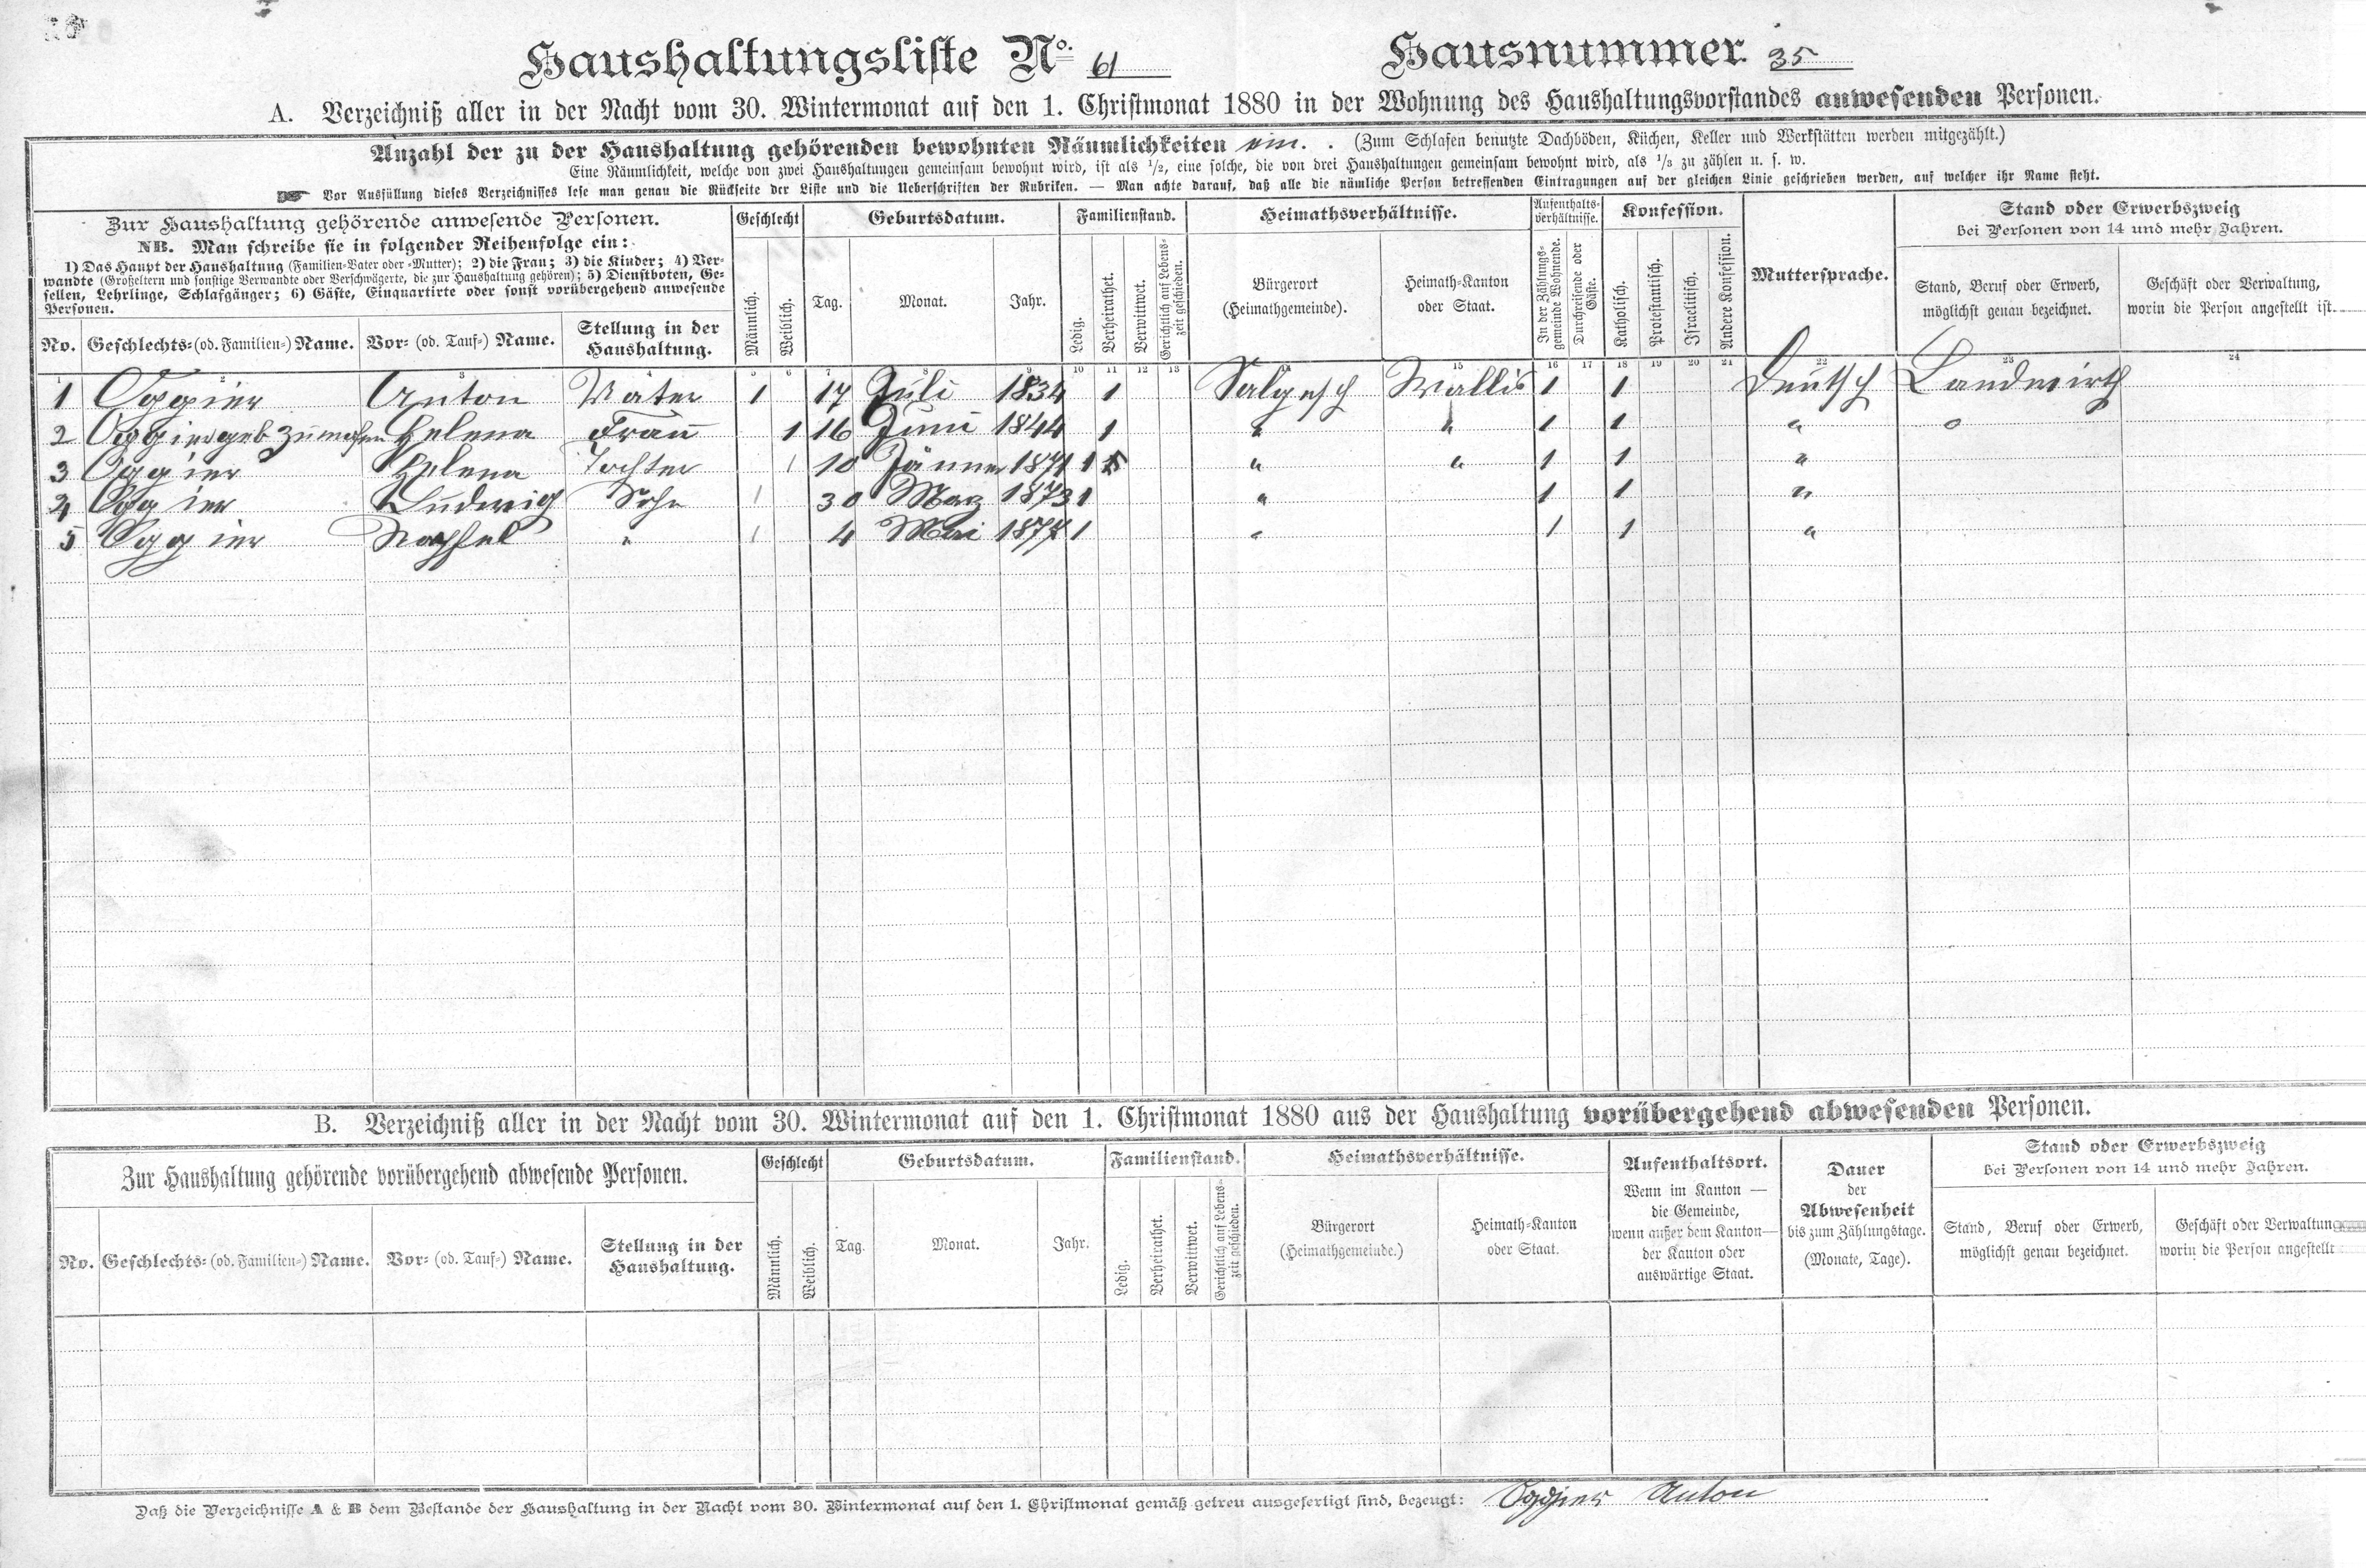 Haushaltungsliste No. 61 Hausnummer 35
A. Verzeichniß aller in der Nacht vom 30. Wintermonat auf den 1. Christmonat 1880 in der Wohnung des Haushaltungsvorstandes anwesenden Personen.
Anzahl der zu der Haushaltung gehörenden bewohnten Räumlichkeiten ein. . (Zum Schlafen benutzte Dachböden, Küchen, Keller und Werkstätten werden mitgezählt.)
Eine Räumlichkeit, welche von zwei Haushaltungen gemeinsam bewohnt wird, ist als 1/2, eine solche, die von drei Haushaltungen gemeinsam bewohnt wird, als 1/3 zu zählen u. s. w.
☛ Vor Ausfüllung dieses Verzeichnisses lese man genau die Rückseite der Liste und die Ueberschriften der Rubriken. — Man achte darauf, daß alle die nämliche Person betreffenden Eintragungen auf der gleichen Linie geschrieben werden, auf welcher ihr Name steht.
Zur Haushaltung gehörende anwesende Personen.
NB. Man schreibe sie in folgender Reihenfolge ein:
1) Das Haupt der Haushaltung (Familien-Vater oder -Mutter); 2) die Frau; 3) die Kinder; 4) Ver-
wandte (Großeltern und sonstige Verwandte oder Verschwägerte, die zur Haushaltung gehören); 5) Dienstboten, Ge-
sellen, Lehrlinge, Schlafgänger; 6) Gäste, Einquartirte oder sonst vorübergehend anwesende
Personen.
No. Geschlechts- (od. Familien-) Name. Vor- (od. Tauf-) Name. Stellung in der
Haushaltung.
Geschlecht
Männlich.
Weiblich.
Geburtsdatum.
Tag. Monat. Jahr.
Familienstand.
Ledig.
Verheirathet.
Verwittwet.
Gerichtlich auf Lebens-
zeit geschieden.
Heimathsverhältnisse.
Bürgerort
(Heimathgemeinde).
Heimath-Kanton
oder Staat.
Aufenthalts-
verhältnisse.
In der Zählungs-
gemeinde Wohnende.
Durchreisende oder
Gäste.
Konfession.
Katholisch.
Protestantisch.
Israelitisch.
Andere Konfession.
Muttersprache.
Stand oder Erwerbszweig
bei Personen von 14 und mehr Jahren.
Stand, Beruf oder Erwerb,
möglichst genau bezeichnet.
Geschäft oder Verwaltung,
worin die Person angestellt ist.
1 2 3 4 5 6 7 8 9 10 11 12 13 14 15 16 17 18 19 20 21 22 23 24
1 Oggier Anton Vater 1 17 Juli 1834 1 Salgesch Wallis 1 1 Deutsch Landwirth
2 Oggier geb Zumofen Helena Frau 1 16 Juni 1844 1 " " 1 1 " o
3 Oggier Helena Tochter 1 10 Jänner 1871 1 " " 1 1 "
4 Oggier Ludwig Sohn 1 30 März 1873 1 " 1 1 "
5 Oggier Raphael " 1 4 Mai 1877 1 " 1 1 "
B. Verzeichniß aller in der Nacht vom 30. Wintermonat auf den 1. Christmonat 1880 aus der Haushaltung vorübergehend abwesenden Personen.
Zur Haushaltung gehörende vorübergehend abwesende Personen.
No. Geschlechts- (od. Familien-) Name. Vor- (od. Tauf-) Name. Stellung in der
Haushaltung.
Geschlecht
Männlich.
Weiblich.
Geburtsdatum.
Tag. Monat. Jahr.
Familienstand.
Ledig.
Verheirathet.
Verwittwet.
Gerichtlich auf Lebens-
zeit geschieden.
Heimathsverhältnisse.
Bürgerort
(Heimathgemeinde.)
Heimath-Kanton
oder Staat.
Aufenthaltsort.
Wenn im Kanton —
die Gemeinde,
wenn außer dem Kanton —
der Kanton oder
auswärtige Staat.
Dauer
der
Abwesenheit
bis zum Zählungstage.
(Monate, Tage).
Stand oder Erwerbszweig
bei Personen von 14 und mehr Jahren.
Stand, Beruf oder Erwerb,
möglichst genau bezeichnet.
Geschäft oder Verwaltung
worin die Person angestellt
Daß die Verzeichnisse A & B dem Bestande der Haushaltung in der Nacht vom 30. Wintermonat auf den 1. Christmonat gemäß getreu ausgefertigt sind, bezeugt: Oggier Anton